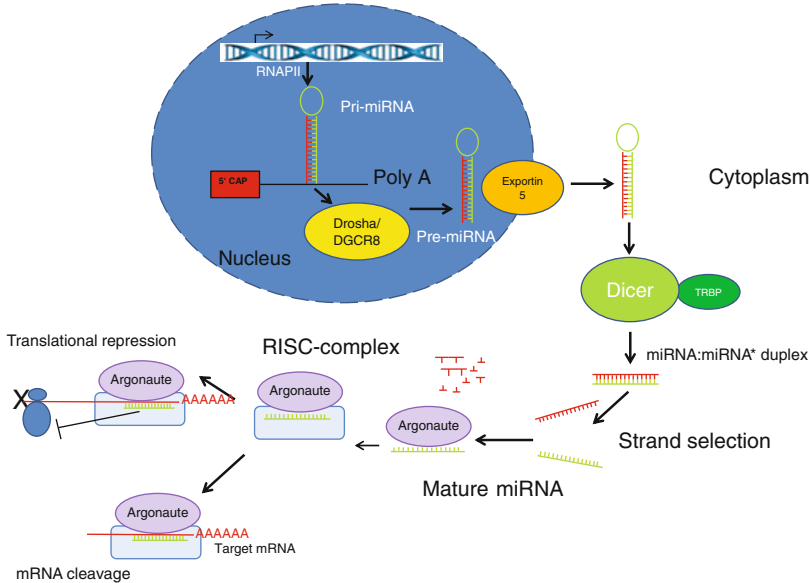 RNAPII
Pri-miRNA
5' CAP
Poly A
Exportin
5
Cytoplasm
Drosha/
DGCR8
Pre-miRNA
Nucleus
Dicer
TRBP
Translational repression
RISC-complex
miRNA:miRNA* duplex
Argonaute
Argonaute
X
AAAAAA
Argonaute
Strand selection
Mature miRNA
Argonaute
AAAAAA
Target mRNA
mRNA cleavage